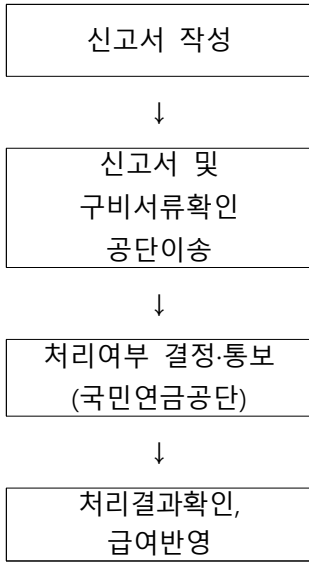 신고서 작성
↓
신고서 및
구비서류확인
공단이송
↓
처리여부 결정·통보
(국민연금공단)
↓
처리결과확인,
급여반영